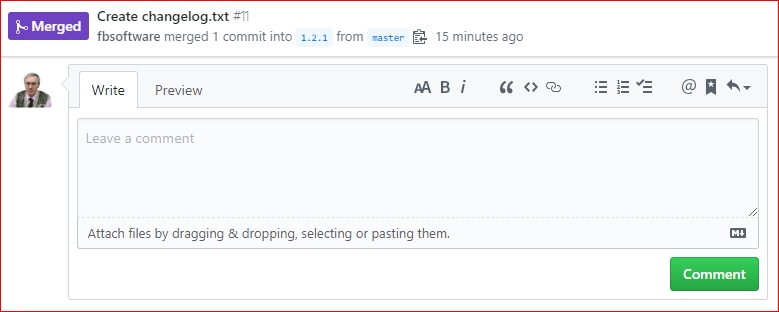 Merged Create changelog.txt #11
fbsoftware merged 1 commit into 1.2.1 from master 15 minutes ago
Write Preview AA B i @
Leave a comment
Attach files by dragging & dropping, selecting or pasting them.
Comment